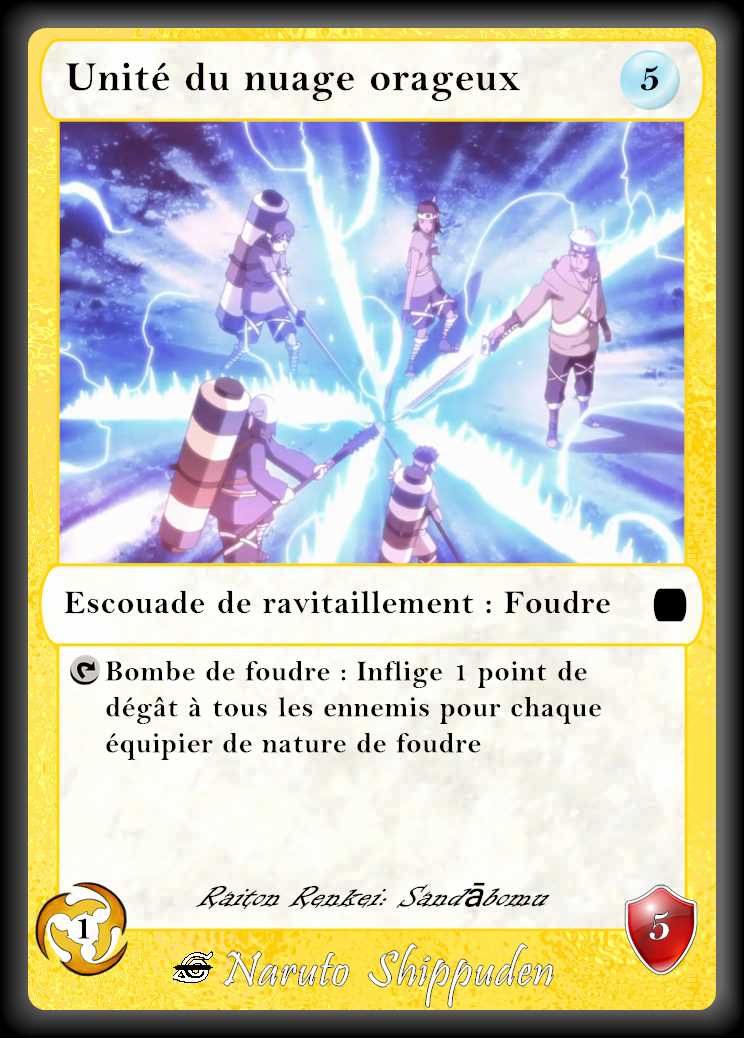 Unité du nuage orageux
5
Escouade de ravitaillement : Foudre
Bombe de foudre : Inflige 1 point de
dégât à tous les ennemis pour chaque
équipier de nature de foudre
Raiton Renkei: Sandābomu
1
5
Naruto Shippuden